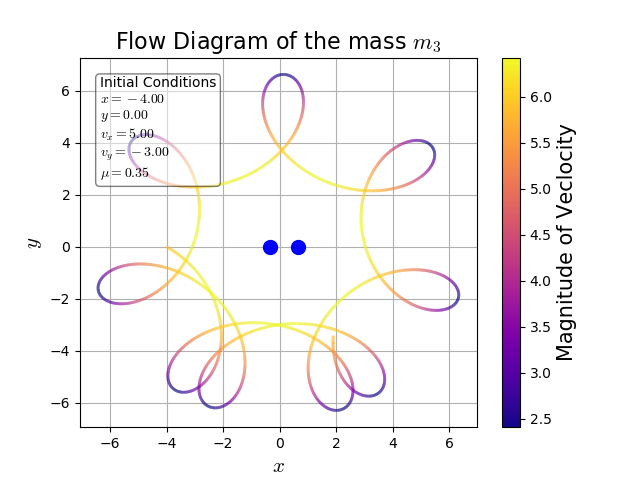 Flow Diagram of the mass m₃
Initial Conditions
x = −4.00
y = 0.00
vₓ = 5.00
v_y = −3.00
μ = 0.35
6
4
2
0
−2
−4
−6
y
−6 −4 −2 0 2 4 6
x
6.0
5.5
5.0
4.5
4.0
3.5
3.0
2.5
Magnitude of Veclocity